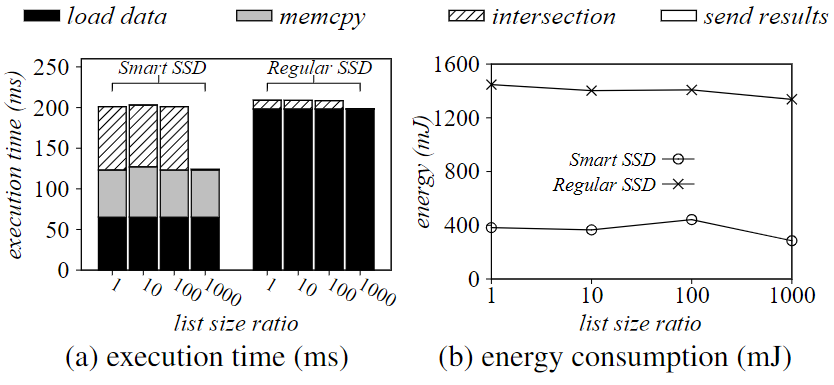 load data memcpy intersection send results
Smart SSD Regular SSD
execution time (ms)
250
200
150
100
50
0
1 10 100 1000 1 10 100 1000
list size ratio
(a) execution time (ms)
energy (mJ)
1600
1200
800
400
0
Smart SSD
Regular SSD
1 10 100 1000
list size ratio
(b) energy consumption (mJ)